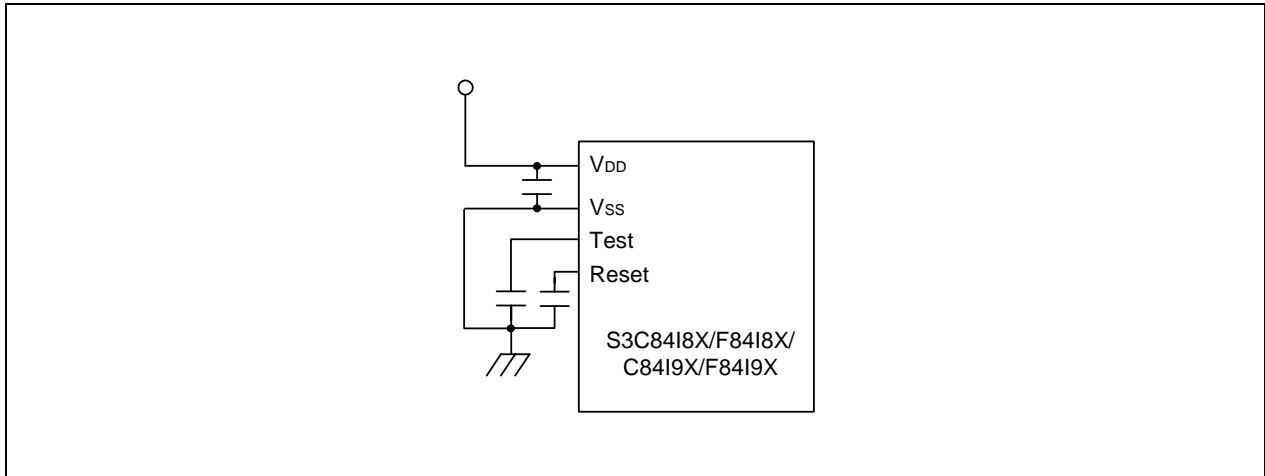 VDD
VSS
Test
Reset
S3C84I8X/F84I8X/
C84I9X/F84I9X